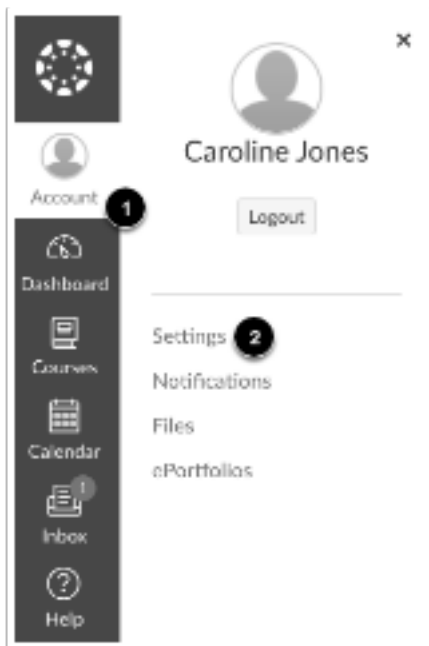 ×
Account 1
Dashboard
Courses
Calendar
1
Inbox
Help
Caroline Jones
Logout
Settings 2
Notifications
Files
ePortfolios